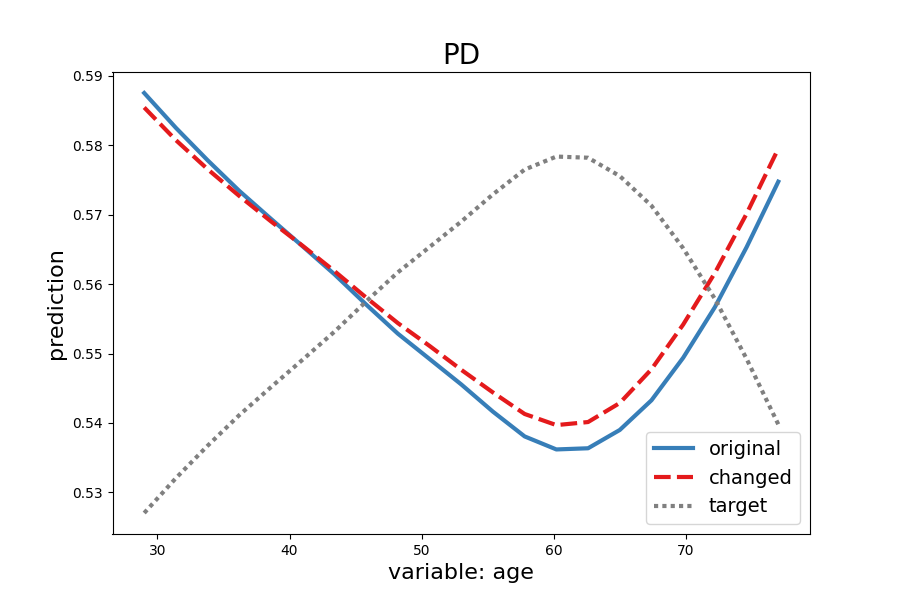 PD
0.59
0.58
0.57
0.56
0.55
0.54
0.53
prediction
original
changed
target
30 40 50 60 70
variable: age